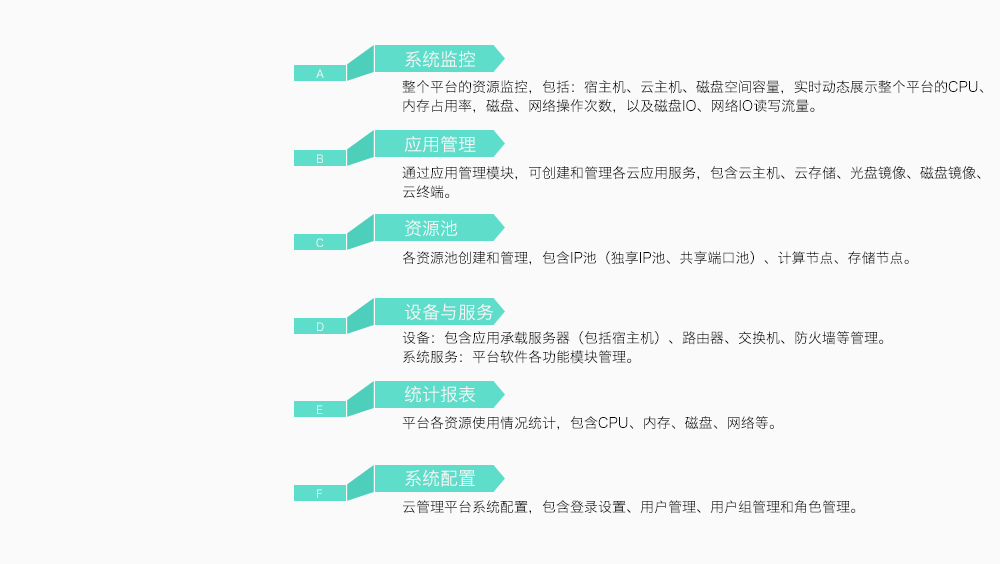 A
系统监控
整个平台的资源监控，包括：宿主机、云主机、磁盘空间容量，实时动态展示整个平台的CPU、
内存占用率，磁盘、网络操作次数，以及磁盘IO、网络IO读写流量。
B
应用管理
通过应用管理模块，可创建和管理各云应用服务，包含云主机、云存储、光盘镜像、磁盘镜像、
云终端。
C
资源池
各资源池创建和管理，包含IP池（独享IP池、共享端口池）、计算节点、存储节点。
D
设备与服务
设备：包含应用承载服务器（包括宿主机）、路由器、交换机、防火墙等管理。
系统服务：平台软件各功能模块管理。
E
统计报表
平台各资源使用情况统计，包含CPU、内存、磁盘、网络等。
F
系统配置
云管理平台系统配置，包含登录设置、用户管理、用户组管理和角色管理。